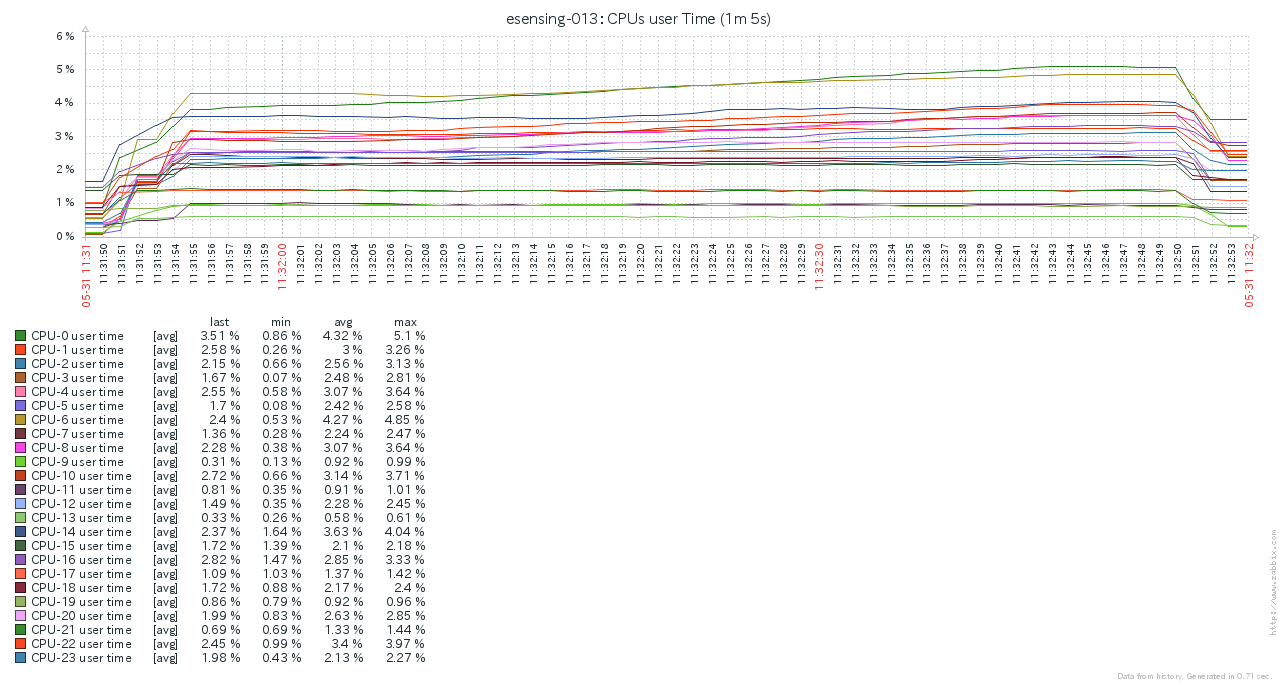 esensing-013: CPUs user Time (1m 5s)
6 %
5 %
4 %
3 %
2 %
1 %
0 %
05-31 11:31
11:31:50
11:31:51
11:31:52
11:31:53
11:31:54
11:31:55
11:31:56
11:31:57
11:31:58
11:31:59
11:32:00
11:32:01
11:32:02
11:32:03
11:32:04
11:32:05
11:32:06
11:32:07
11:32:08
11:32:09
11:32:10
11:32:11
11:32:12
11:32:13
11:32:14
11:32:15
11:32:16
11:32:17
11:32:18
11:32:19
11:32:20
11:32:21
11:32:22
11:32:23
11:32:24
11:32:25
11:32:26
11:32:27
11:32:28
11:32:29
11:32:30
11:32:31
11:32:32
11:32:33
11:32:34
11:32:35
11:32:36
11:32:37
11:32:38
11:32:39
11:32:40
11:32:41
11:32:42
11:32:43
11:32:44
11:32:45
11:32:46
11:32:47
11:32:48
11:32:49
11:32:50
11:32:51
11:32:52
11:32:53
05-31 11:32
last min avg max
CPU-0 user time [avg] 3.51 % 0.86 % 4.32 % 5.1 %
CPU-1 user time [avg] 2.58 % 0.26 % 3 % 3.26 %
CPU-2 user time [avg] 2.15 % 0.66 % 2.56 % 3.13 %
CPU-3 user time [avg] 1.67 % 0.07 % 2.48 % 2.81 %
CPU-4 user time [avg] 2.55 % 0.58 % 3.07 % 3.64 %
CPU-5 user time [avg] 1.7 % 0.08 % 2.42 % 2.58 %
CPU-6 user time [avg] 2.4 % 0.53 % 4.27 % 4.85 %
CPU-7 user time [avg] 1.36 % 0.28 % 2.24 % 2.47 %
CPU-8 user time [avg] 2.28 % 0.38 % 3.07 % 3.64 %
CPU-9 user time [avg] 0.31 % 0.13 % 0.92 % 0.99 %
CPU-10 user time [avg] 2.72 % 0.66 % 3.14 % 3.71 %
CPU-11 user time [avg] 0.81 % 0.35 % 0.91 % 1.01 %
CPU-12 user time [avg] 1.49 % 0.35 % 2.28 % 2.45 %
CPU-13 user time [avg] 0.33 % 0.26 % 0.58 % 0.61 %
CPU-14 user time [avg] 2.37 % 1.64 % 3.63 % 4.04 %
CPU-15 user time [avg] 1.72 % 1.39 % 2.1 % 2.18 %
CPU-16 user time [avg] 2.82 % 1.47 % 2.85 % 3.33 %
CPU-17 user time [avg] 1.09 % 1.03 % 1.37 % 1.42 %
CPU-18 user time [avg] 1.72 % 0.88 % 2.17 % 2.4 %
CPU-19 user time [avg] 0.86 % 0.79 % 0.92 % 0.96 %
CPU-20 user time [avg] 1.99 % 0.83 % 2.63 % 2.85 %
CPU-21 user time [avg] 0.69 % 0.69 % 1.33 % 1.44 %
CPU-22 user time [avg] 2.45 % 0.99 % 3.4 % 3.97 %
CPU-23 user time [avg] 1.98 % 0.43 % 2.13 % 2.27 %
http://www.zabbix.com
Data from history. Generated in 0.71 sec.